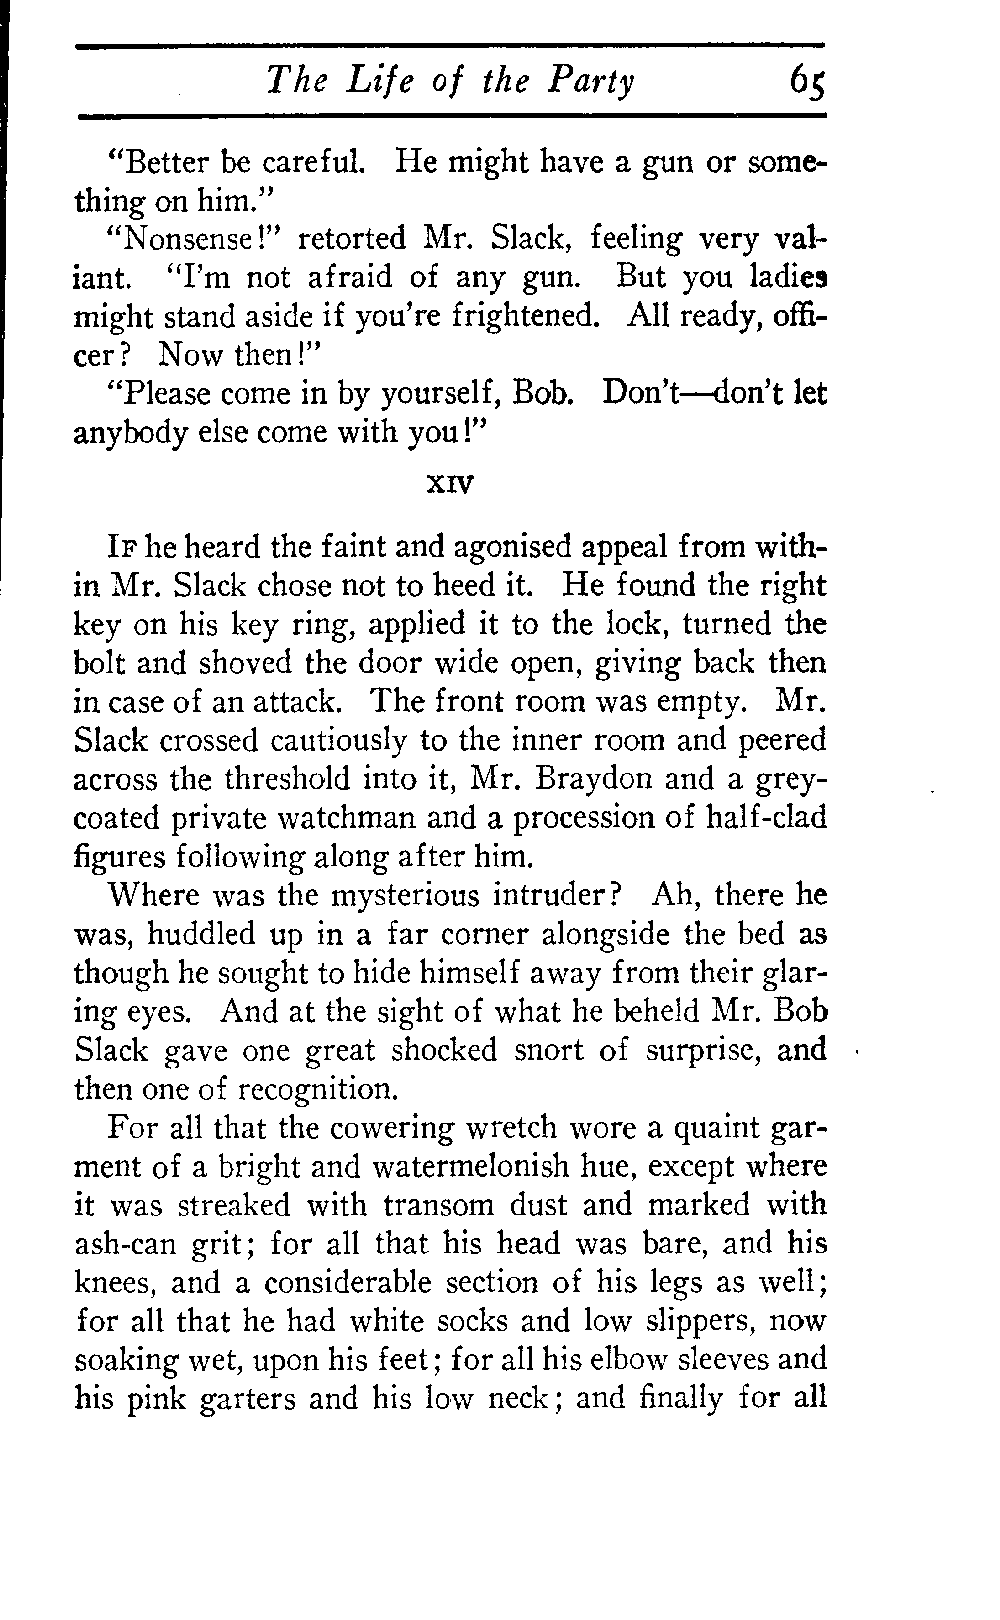 The Life of the Party 65
"Better be careful. He might have a gun or some-
thing on him."
"Nonsense!" retorted Mr. Slack, feeling very val-
iant. "I'm not afraid of any gun. But you ladies
might stand aside if you're frightened. All ready, offi-
cer? Now then!"
"Please come in by yourself, Bob. Don't—don't let
anybody else come with you!"
XIV
IF he heard the faint and agonised appeal from with-
in Mr. Slack chose not to heed it. He found the right
key on his key ring, applied it to the lock, turned the
bolt and shoved the door wide open, giving back then
in case of an attack. The front room was empty. Mr.
Slack crossed cautiously to the inner room and peered
across the threshold into it, Mr. Braydon and a grey-
coated private watchman and a procession of half-clad
figures following along after him.
Where was the mysterious intruder? Ah, there he
was, huddled up in a far corner alongside the bed as
though he sought to hide himself away from their glar-
ing eyes. And at the sight of what he beheld Mr. Bob
Slack gave one great shocked snort of surprise, and
then one of recognition.
For all that the cowering wretch wore a quaint gar-
ment of a bright and watermelonish hue, except where
it was streaked with transom dust and marked with
ash-can grit; for all that his head was bare, and his
knees, and a considerable section of his legs as well;
for all that he had white socks and low slippers, now
soaking wet, upon his feet; for all his elbow sleeves and
his pink garters and his low neck; and finally for all